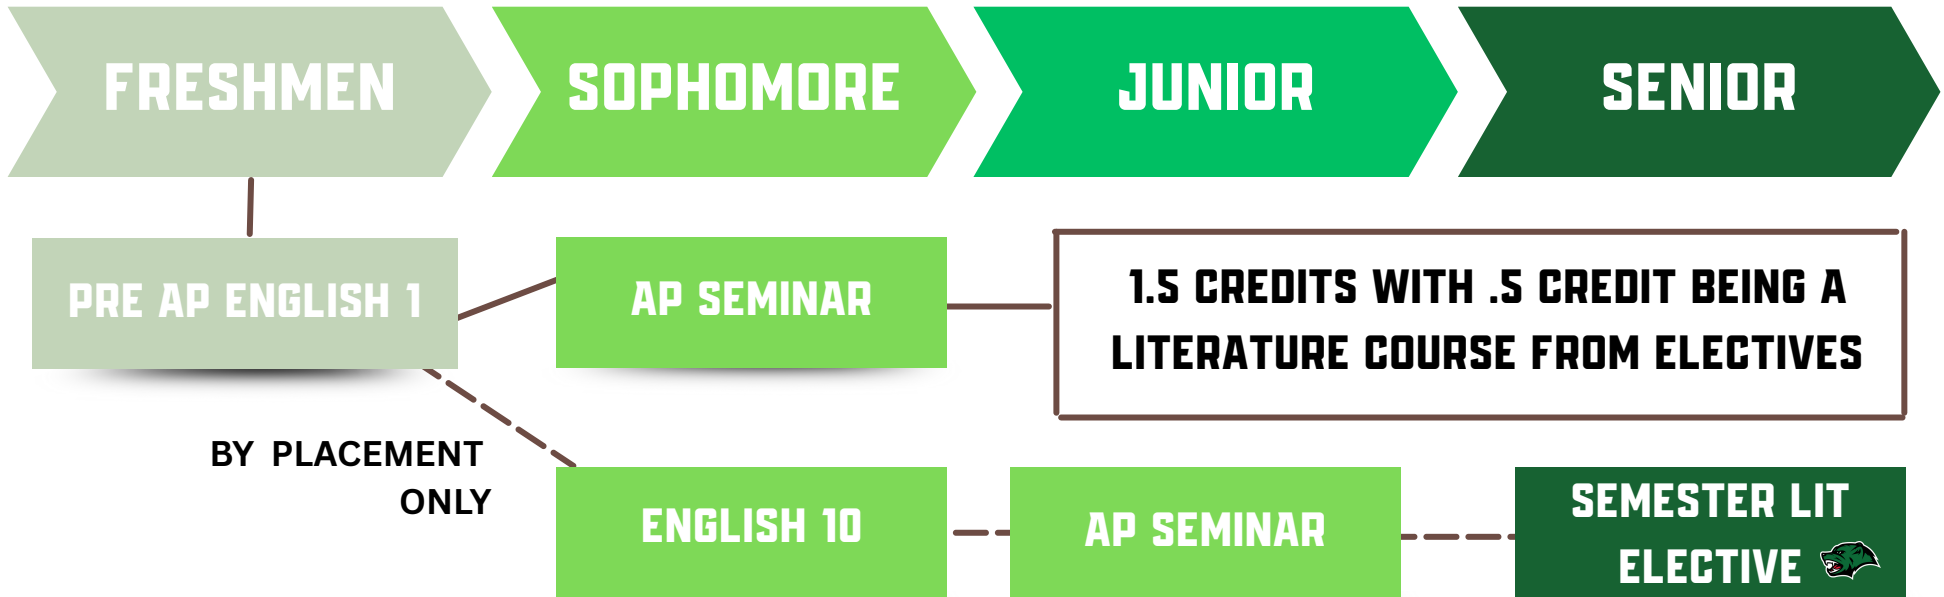 FRESHMEN
SOPHOMORE
JUNIOR
SENIOR
PRE AP ENGLISH 1
AP SEMINAR
1.5 CREDITS WITH .5 CREDIT BEING A
LITERATURE COURSE FROM ELECTIVES
BY PLACEMENT
ONLY
ENGLISH 10
AP SEMINAR
SEMESTER LIT
ELECTIVE